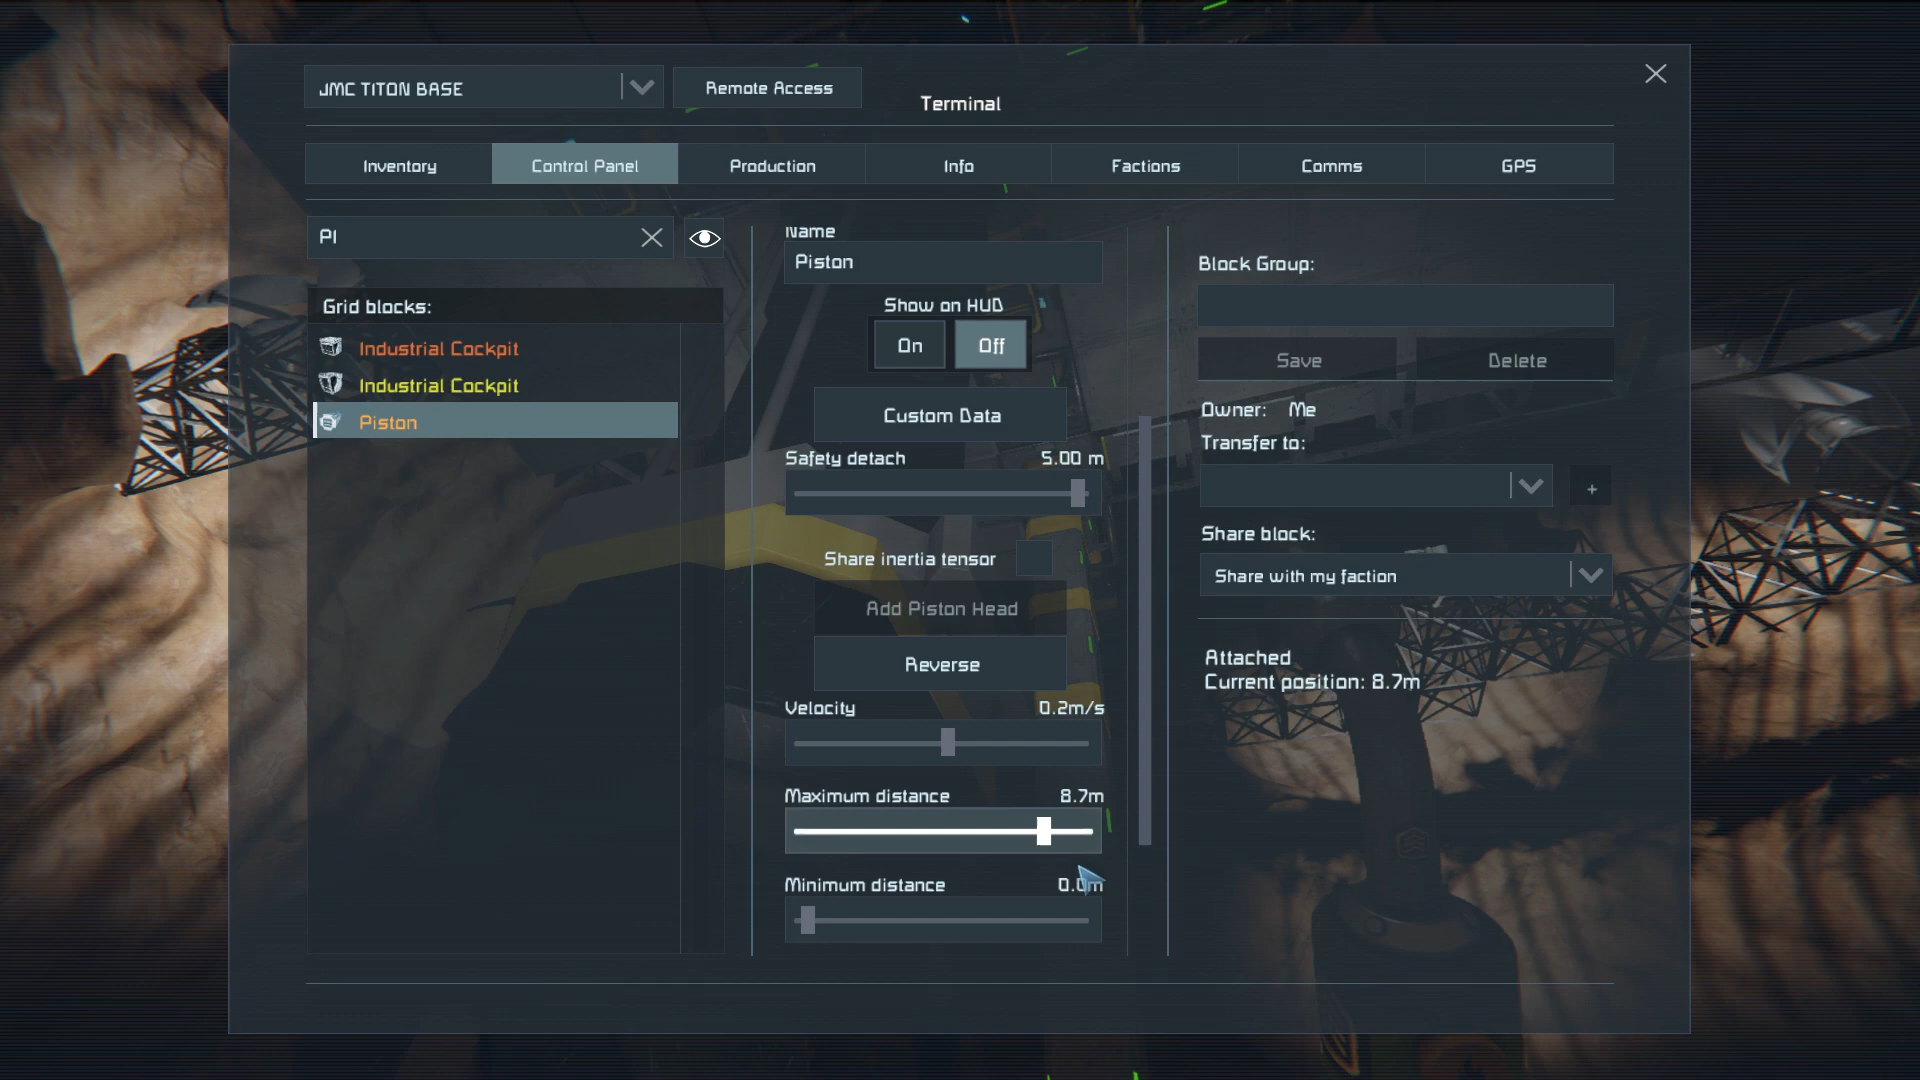 JMC TITON BASE
Remote Access
Terminal
Inventory
Control Panel
Production
Info
Factions
Comms
GPS
PI
Grid blocks:
Industrial Cockpit
Industrial Cockpit
Piston
Name
Piston
Show on HUD
On
Off
Custom Data
Safety detach 5.00 m
Share inertia tensor
Add Piston Head
Reverse
Velocity 0.2m/s
Maximum distance 8.7m
Minimum distance 0.0m
Block Group:
Save
Delete
Owner: Me
Transfer to:
+
Share block:
Share with my faction
Attached
Current position: 8.7m